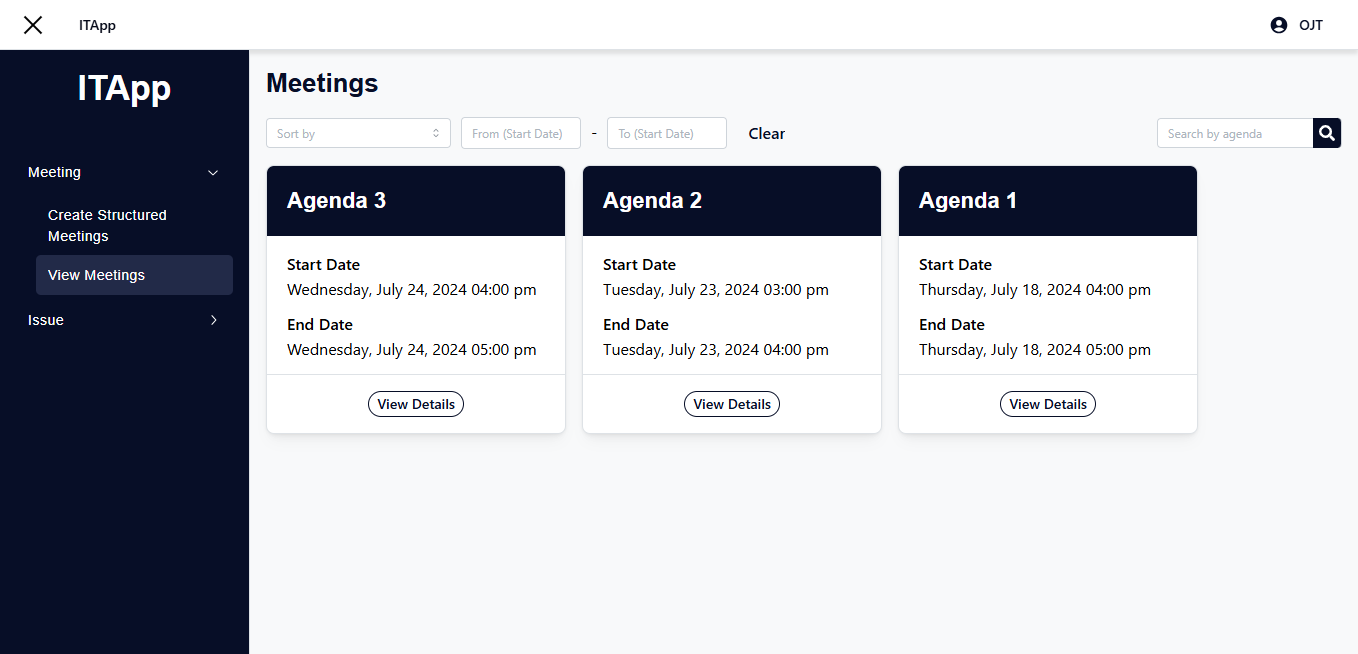 ITApp
OJT
ITApp
Meeting
Create Structured
Meetings
View Meetings
Issue
Meetings
Sort by
From (Start Date)
-
To (Start Date)
Clear
Search by agenda
Agenda 3
Start Date
Wednesday, July 24, 2024 04:00 pm
End Date
Wednesday, July 24, 2024 05:00 pm
View Details
Agenda 2
Start Date
Tuesday, July 23, 2024 03:00 pm
End Date
Tuesday, July 23, 2024 04:00 pm
View Details
Agenda 1
Start Date
Thursday, July 18, 2024 04:00 pm
End Date
Thursday, July 18, 2024 05:00 pm
View Details